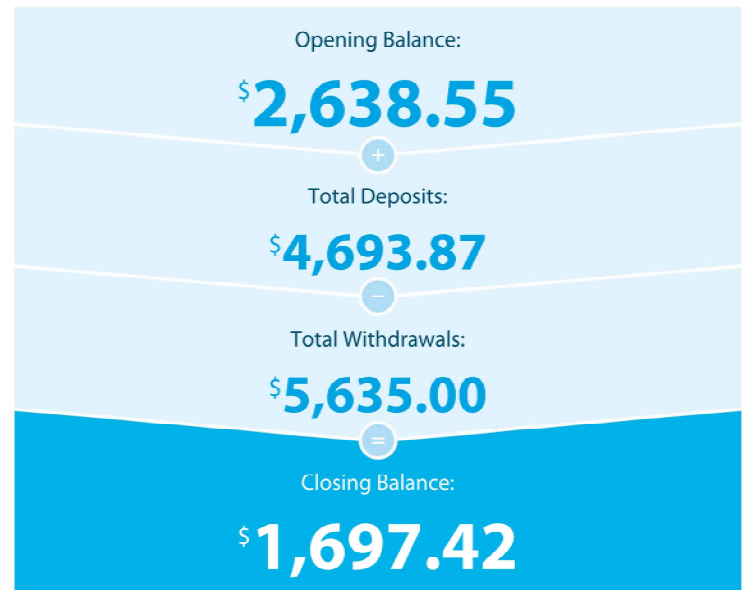 Opening Balance:
$2,638.55
+
Total Deposits:
$4,693.87
−
Total Withdrawals:
$5,635.00
=
Closing Balance:
$1,697.42